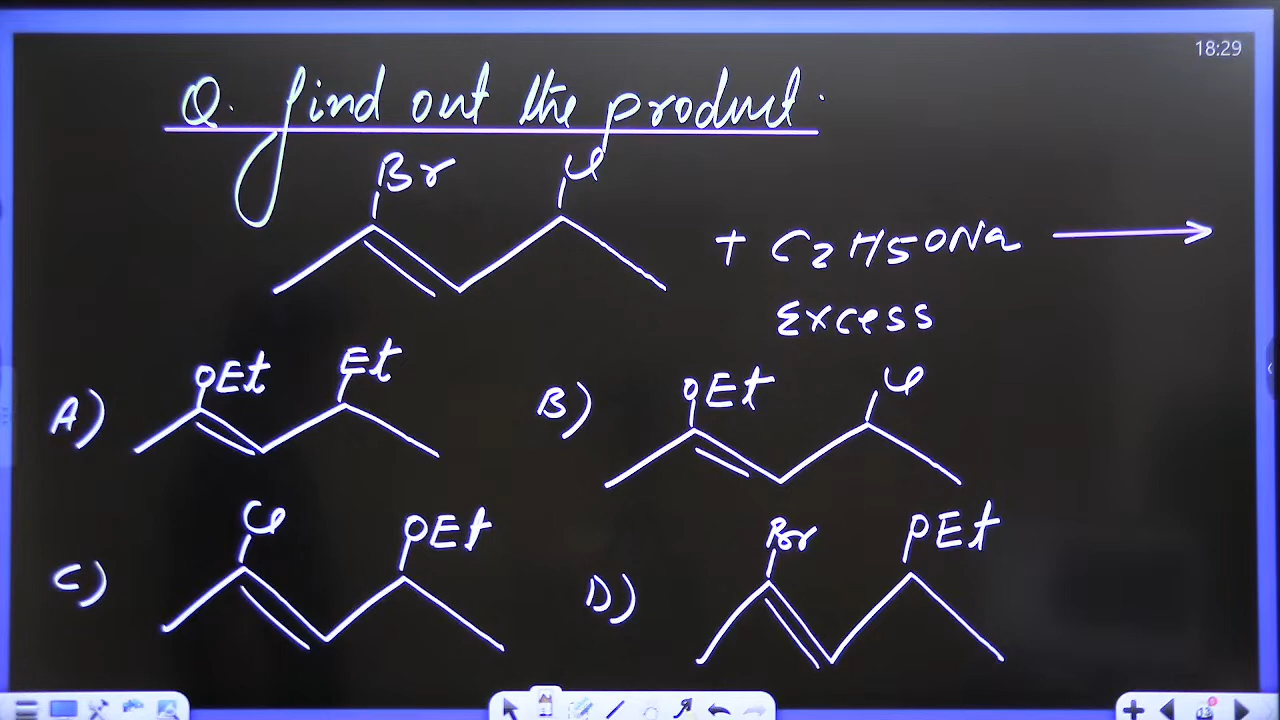 18:29
Q. find out the product.
Br Cl
+ C2H5ONa
Excess
A) OEt Et B) OEt Cl
C) Cl OEt D) Br OEt